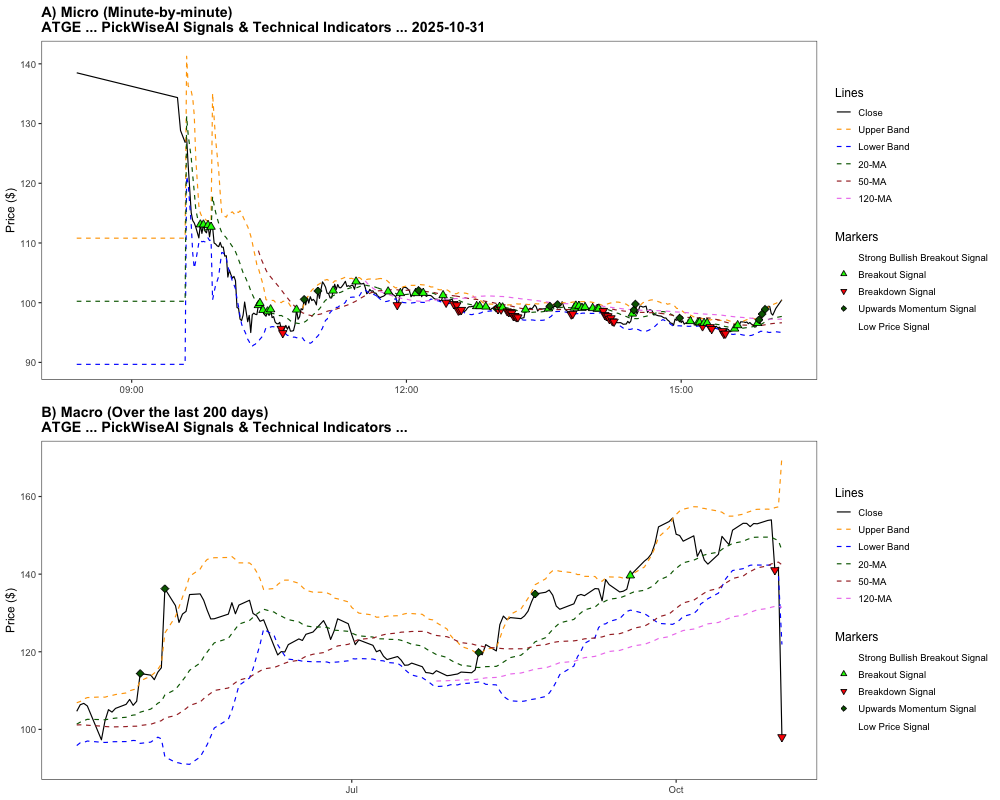 A) Micro (Minute-by-minute)
ATGE ... PickWiseAI Signals & Technical Indicators ... 2025-10-31
Price ($)
140
130
120
110
100
90
09:00
12:00
15:00
Lines
Close
Upper Band
Lower Band
20-MA
50-MA
120-MA
Markers
Strong Bullish Breakout Signal
Breakout Signal
Breakdown Signal
Upwards Momentum Signal
Low Price Signal
B) Macro (Over the last 200 days)
ATGE ... PickWiseAI Signals & Technical Indicators ...
Price ($)
160
140
120
100
Jul
Oct
Lines
Close
Upper Band
Lower Band
20-MA
50-MA
120-MA
Markers
Strong Bullish Breakout Signal
Breakout Signal
Breakdown Signal
Upwards Momentum Signal
Low Price Signal